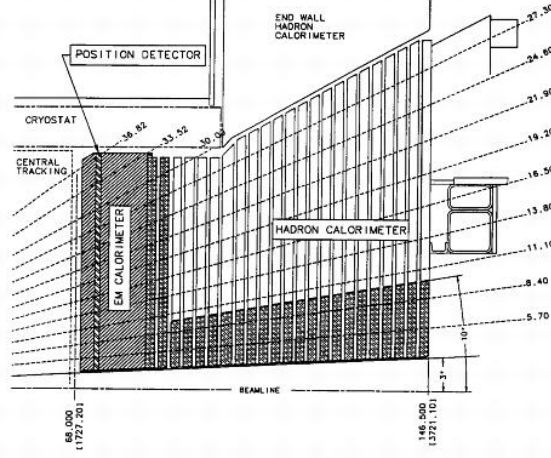 END WALL
HADRON
CALORIMETER
27.30
POSITION DETECTOR
24.60
21.90
CRYOSTAT
36.82
33.52
30.00
19.20
CENTRAL
TRACKING
16.50
EM CALORIMETER
HADRON CALORIMETER
13.80
11.10
8.40
5.70
10°
3°
BEAMLINE
68.000
[1727.20]
146.500
[3721.10]